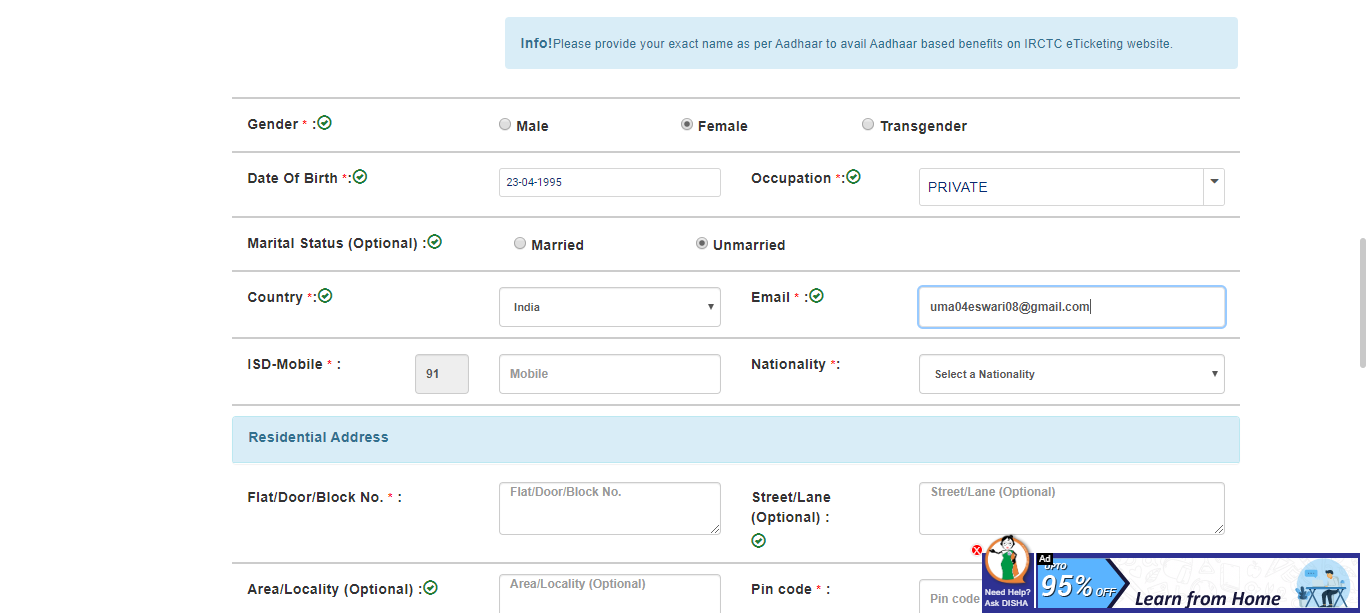 Info!Please provide your exact name as per Aadhaar to avail Aadhaar based benefits on IRCTC eTicketing website.
Gender * : Male Female Transgender
Date Of Birth *: 23-04-1995 Occupation *: PRIVATE
Marital Status (Optional) : Married Unmarried
Country *: India Email * : uma04eswari08@gmail.com
ISD-Mobile * : 91 Mobile Nationality *: Select a Nationality
Residential Address
Flat/Door/Block No. * : Flat/Door/Block No. Street/Lane (Optional) : Street/Lane (Optional)
Area/Locality (Optional) : Area/Locality (Optional) Pin code * : Pin code
Need Help?
Ask DISHA
Ad
UPTO
95% OFF
Learn from Home